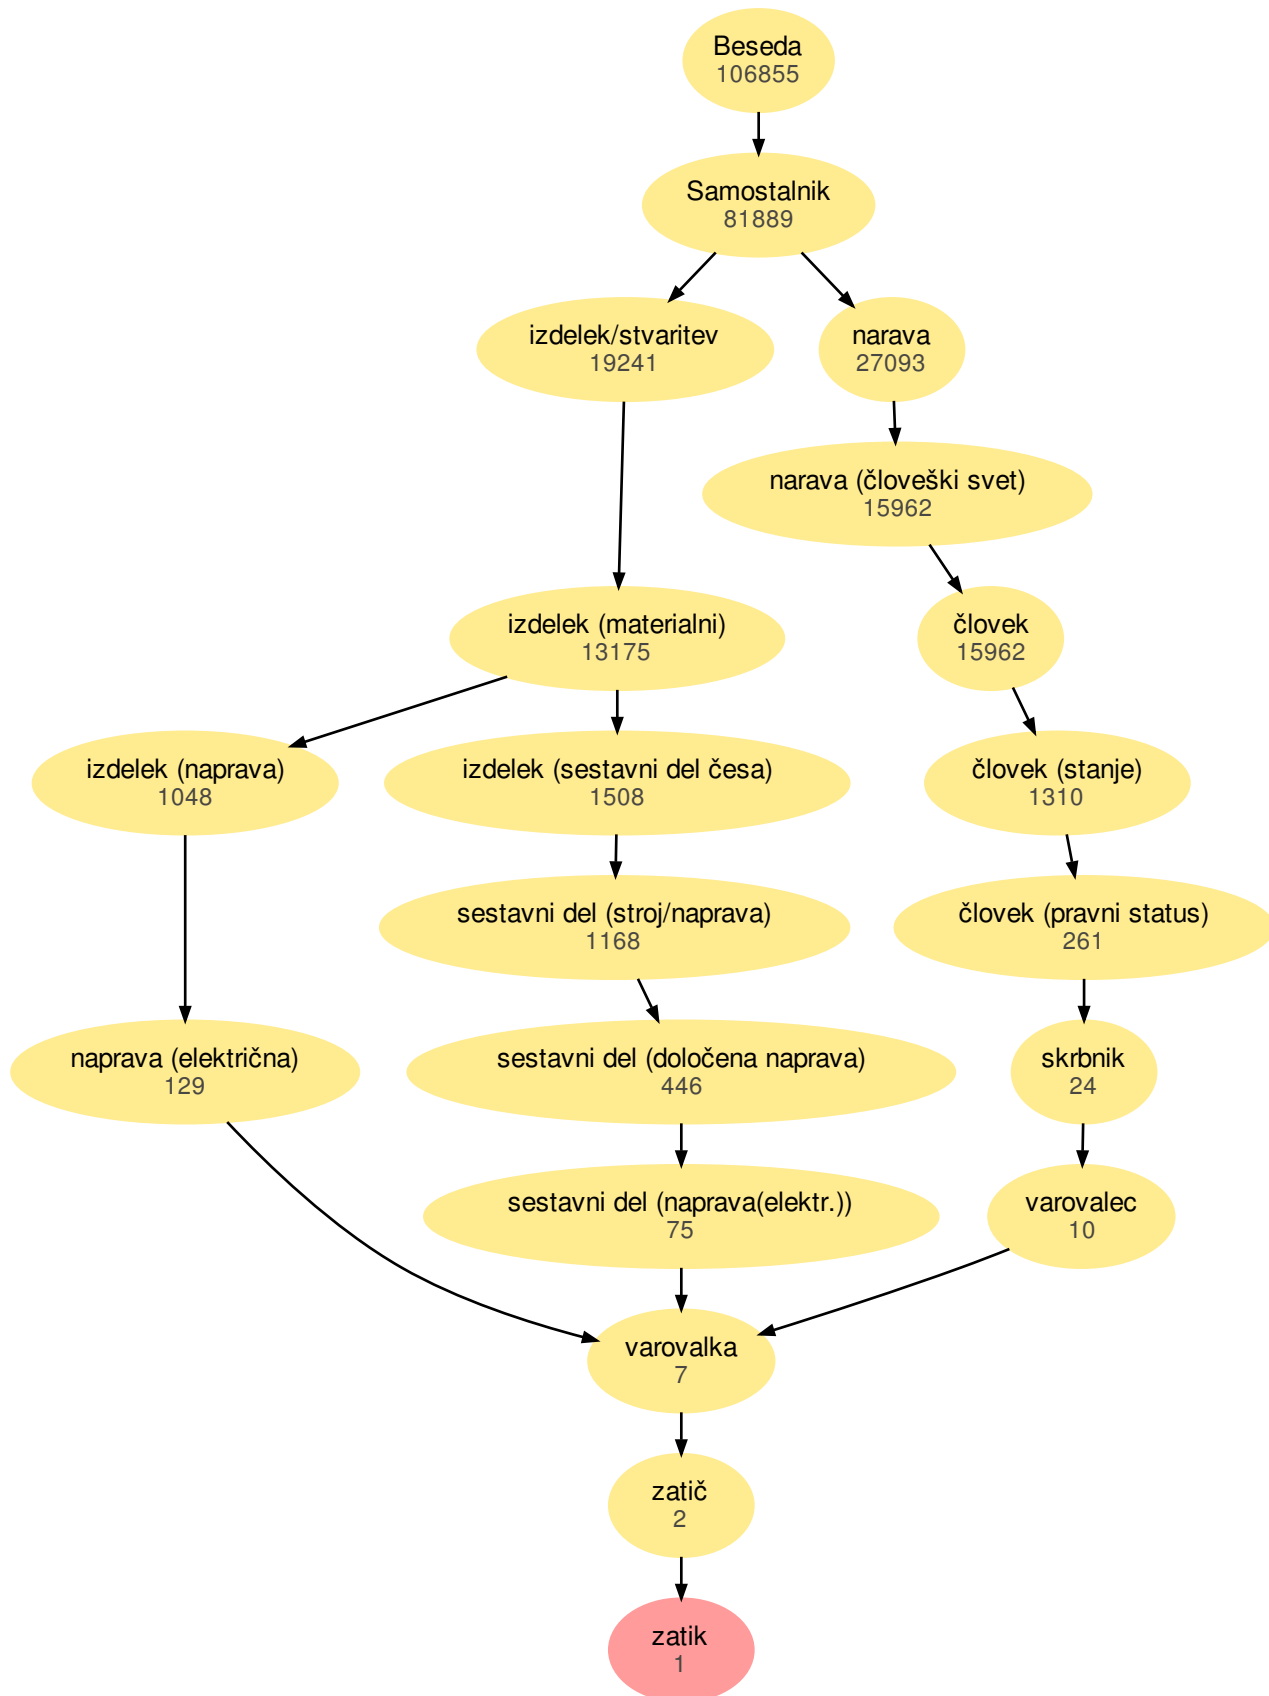 Beseda
106855
Samostalnik
81889
izdelek/stvaritev
19241
narava
27093
narava (človeški svet)
15962
izdelek (materialni)
13175
človek
15962
izdelek (naprava)
1048
izdelek (sestavni del česa)
1508
človek (stanje)
1310
sestavni del (stroj/naprava)
1168
človek (pravni status)
261
naprava (električna)
129
sestavni del (določena naprava)
446
skrbnik
24
sestavni del (naprava(elektr.))
75
varovalec
10
varovalka
7
zatič
2
zatik
1